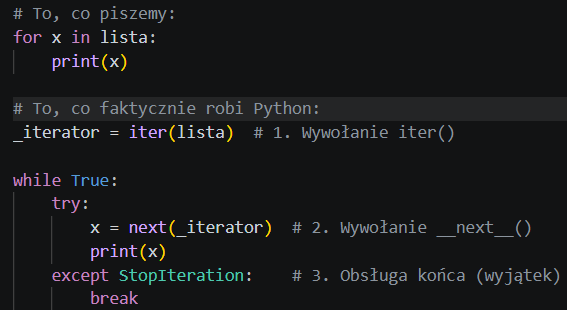 # To, co piszemy:
for x in lista:
    print(x)

# To, co faktycznie robi Python:
_iterator = iter(lista)  # 1. Wywołanie iter()

while True:
    try:
        x = next(_iterator)  # 2. Wywołanie __next__()
        print(x)
    except StopIteration:    # 3. Obsługa końca (wyjątek)
        break